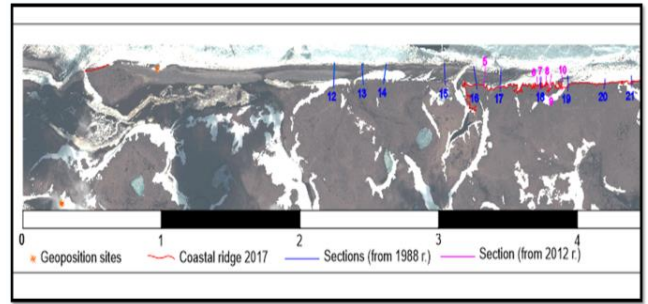 5 6 7 8 10
9
12 13 14 15 16 17 18 19 20 21
0 1 2 3 4
Geoposition sites Coastal ridge 2017 Sections (from 1988 r.) Section (from 2012 r.)